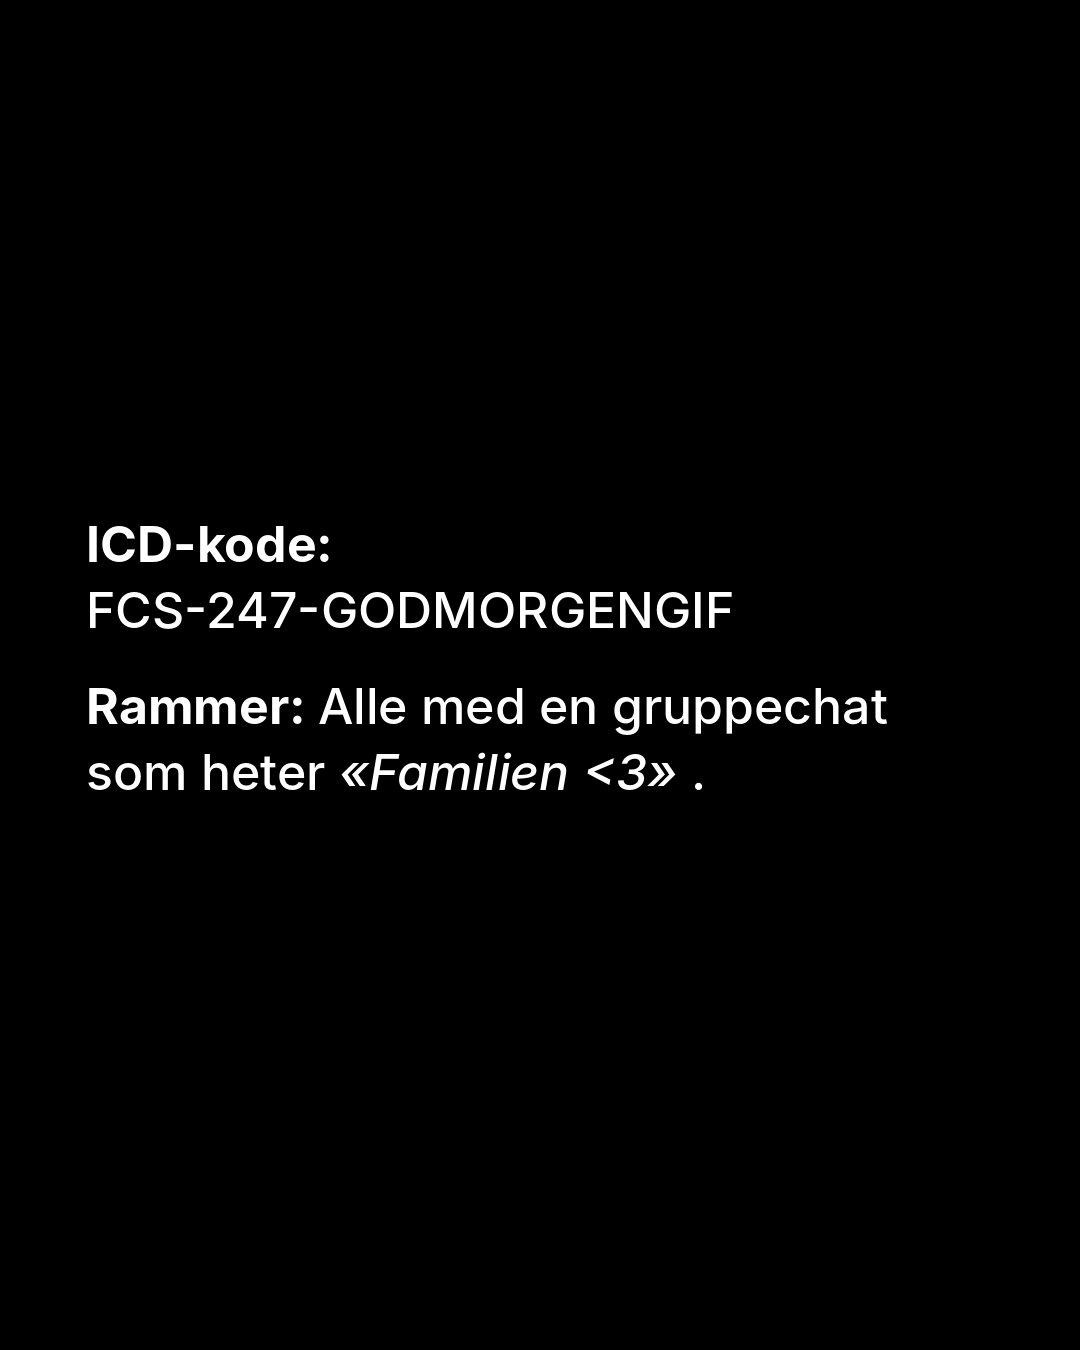 ICD-kode:
FCS-247-GODMORGENGIF
Rammer: Alle med en gruppechat
som heter «Familien <3» .